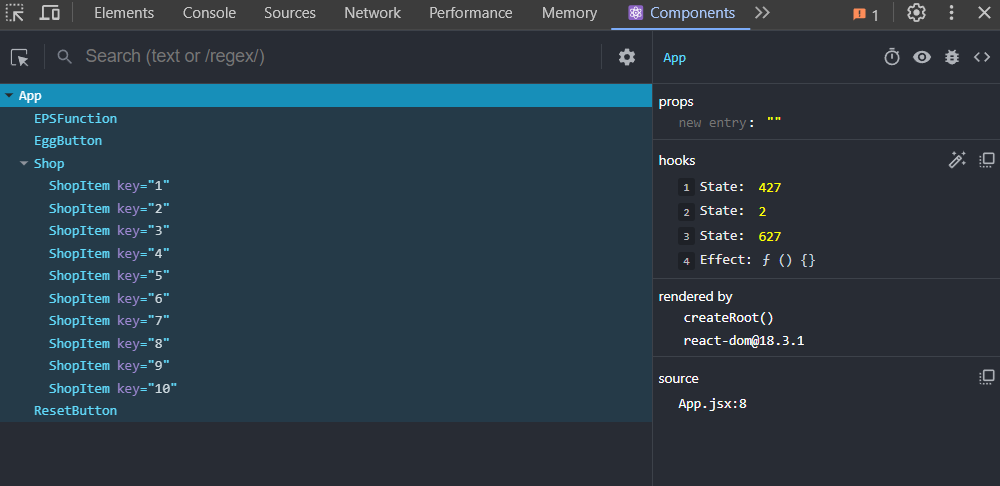 Elements Console Sources Network Performance Memory Components 1
Search (text or /regex/)
App
EPSFunction
EggButton
Shop
ShopItem key="1"
ShopItem key="2"
ShopItem key="3"
ShopItem key="4"
ShopItem key="5"
ShopItem key="6"
ShopItem key="7"
ShopItem key="8"
ShopItem key="9"
ShopItem key="10"
ResetButton
App
props
new entry: ""
hooks
1 State: 427
2 State: 2
3 State: 627
4 Effect: ƒ () {}
rendered by
createRoot()
react-dom@18.3.1
source
App.jsx:8